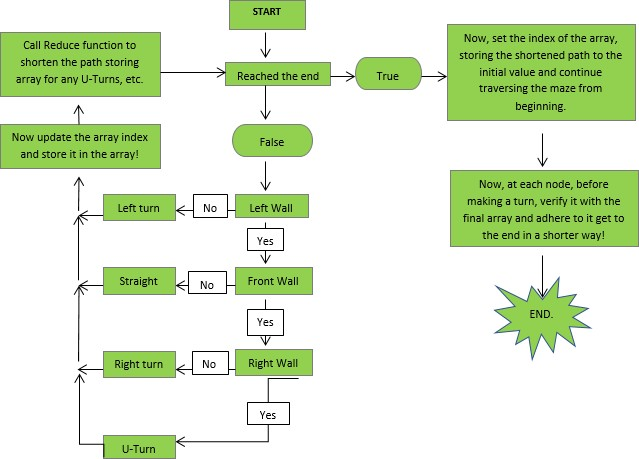 START
Call Reduce function to
shorten the path storing
array for any U-Turns, etc.
Reached the end
True
Now, set the index of the array,
storing the shortened path to the
initial value and continue
traversing the maze from
beginning.
Now update the array index
and store it in the array!
False
Now, at each node, before
making a turn, verify it with the
final array and adhere to it get to
the end in a shorter way!
Left turn
No
Left Wall
Yes
Straight
No
Front Wall
END.
Yes
Right turn
No
Right Wall
Yes
U-Turn